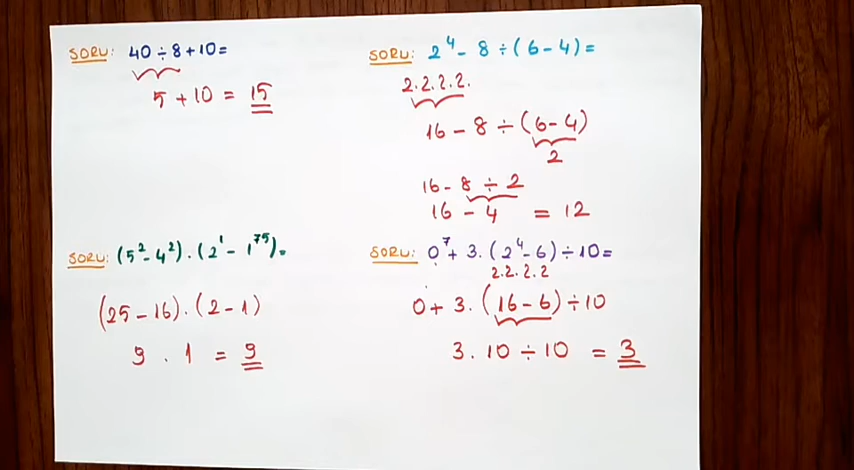 SORU: 40 ÷ 8 + 10 =
5 + 10 = 15
SORU: 2⁴ - 8 ÷ ( 6 - 4 ) =
2.2.2.2.
16 - 8 ÷ (6 - 4)
2
16 - 8 ÷ 2
16 - 4 = 12
SORU: (5² - 4²) . (2¹ - 1⁷⁵) =
(25 - 16) . (2 - 1)
9 . 1 = 9
SORU: 0⁷ + 3 . ( 2⁴ - 6 ) ÷ 10 =
2.2.2.2
0 + 3 . (16 - 6) ÷ 10
3 . 10 ÷ 10 = 3